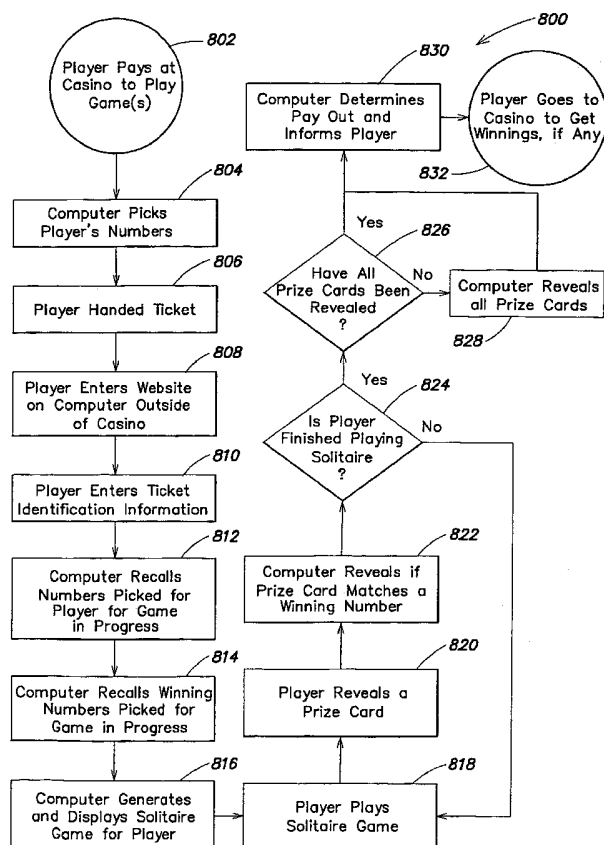 800
802
Player Pays at
Casino to Play
Game(s)
804
Computer Picks
Player's Numbers
806
Player Handed Ticket
808
Player Enters Website
on Computer Outside
of Casino
810
Player Enters Ticket
Identification Information
812
Computer Recalls
Numbers Picked for
Player for Game
in Progress
814
Computer Recalls Winning
Numbers Picked for
Game in Progress
816
Computer Generates
and Displays Solitaire
Game for Player
818
Player Plays
Solitaire Game
820
Player Reveals a
Prize Card
822
Computer Reveals if
Prize Card Matches a
Winning Number
824
Is Player
Finished Playing
Solitaire
?
Yes
No
826
Have All
Prize Cards Been
Revealed
?
Yes
No
Computer Reveals
all Prize Cards
828
830
Computer Determines
Pay Out and
Informs Player
Player Goes to
Casino to Get
Winnings, if Any
832